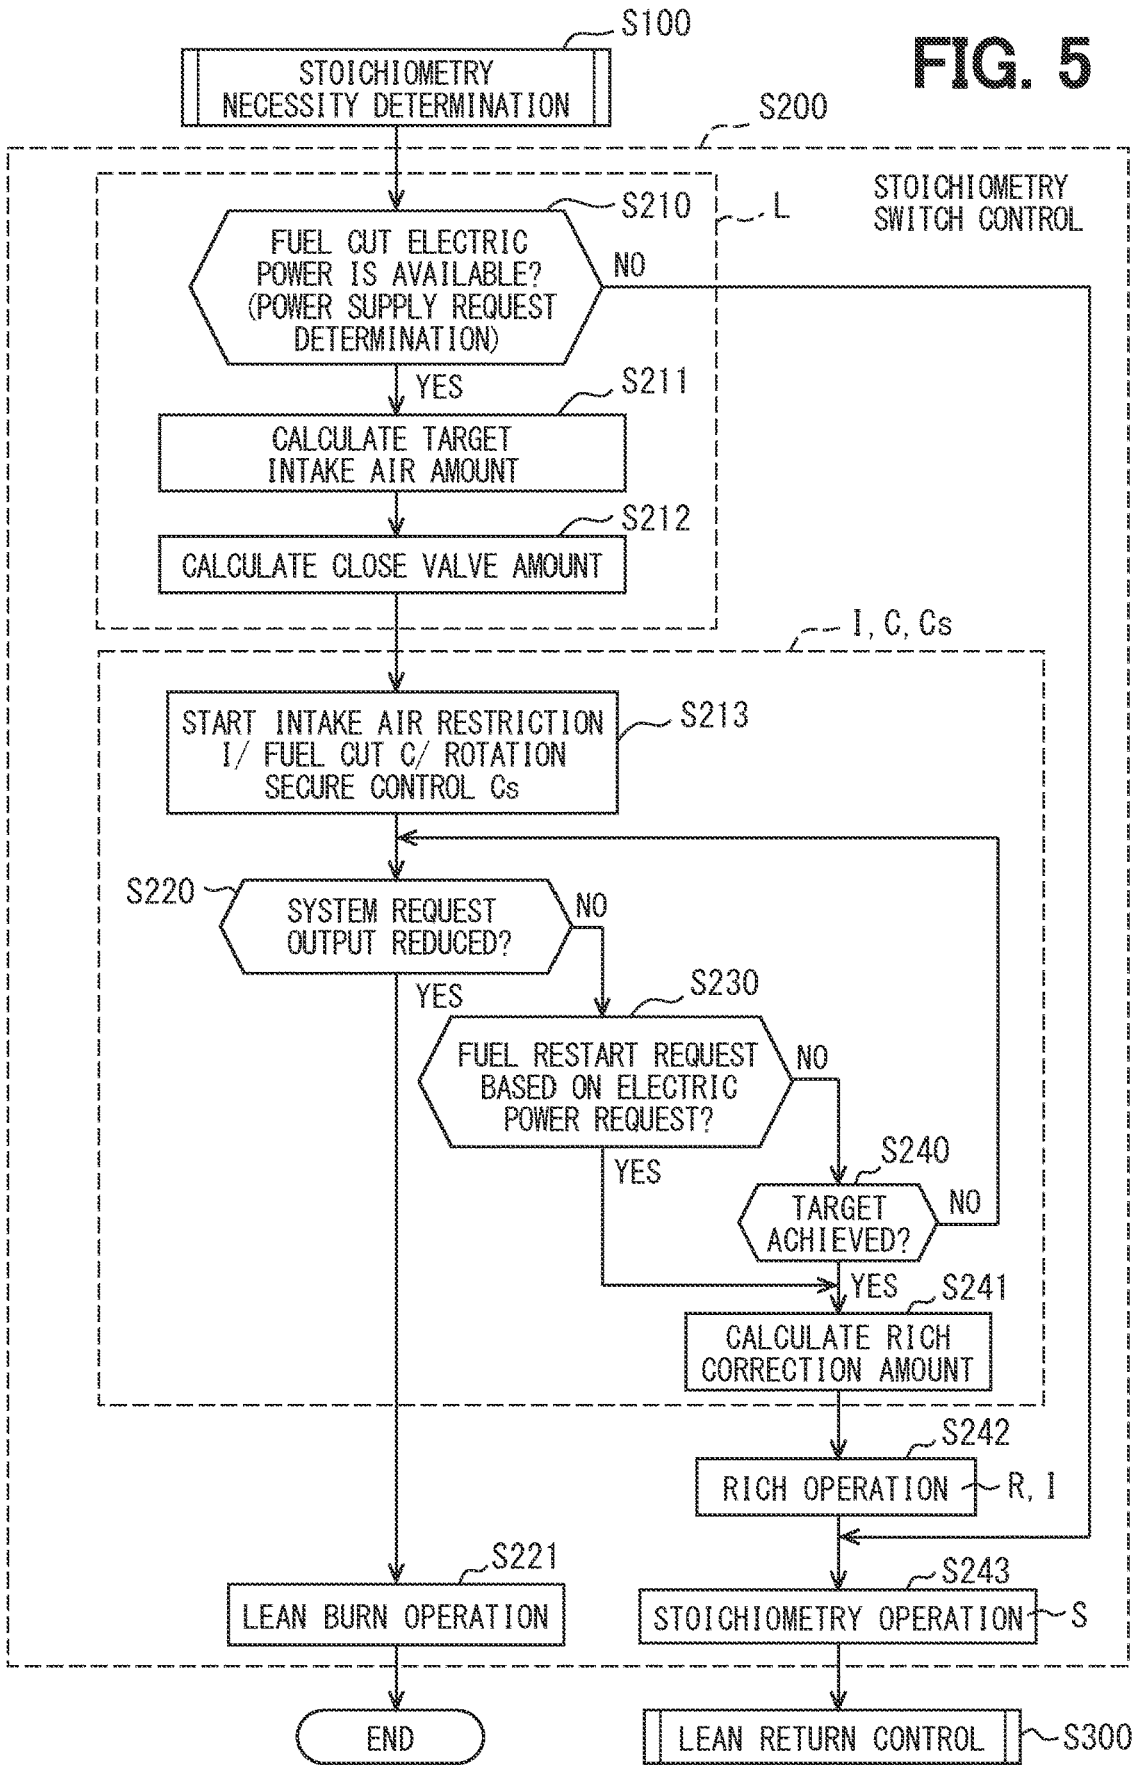 S100
FIG. 5
STOICHIOMETRY
NECESSITY DETERMINATION
S200
STOICHIOMETRY
SWITCH CONTROL
S210
L
FUEL CUT ELECTRIC
POWER IS AVAILABLE?
(POWER SUPPLY REQUEST
DETERMINATION)
NO
YES
S211
CALCULATE TARGET
INTAKE AIR AMOUNT
S212
CALCULATE CLOSE VALVE AMOUNT
I, C, Cs
START INTAKE AIR RESTRICTION
I/ FUEL CUT C/ ROTATION
SECURE CONTROL Cs
S213
S220
SYSTEM REQUEST
OUTPUT REDUCED?
NO
YES
S230
FUEL RESTART REQUEST
BASED ON ELECTRIC
POWER REQUEST?
NO
YES
S240
TARGET
ACHIEVED?
NO
YES
S241
CALCULATE RICH
CORRECTION AMOUNT
S242
RICH OPERATION
R, I
S221
LEAN BURN OPERATION
S243
STOICHIOMETRY OPERATION
S
END
LEAN RETURN CONTROL
S300